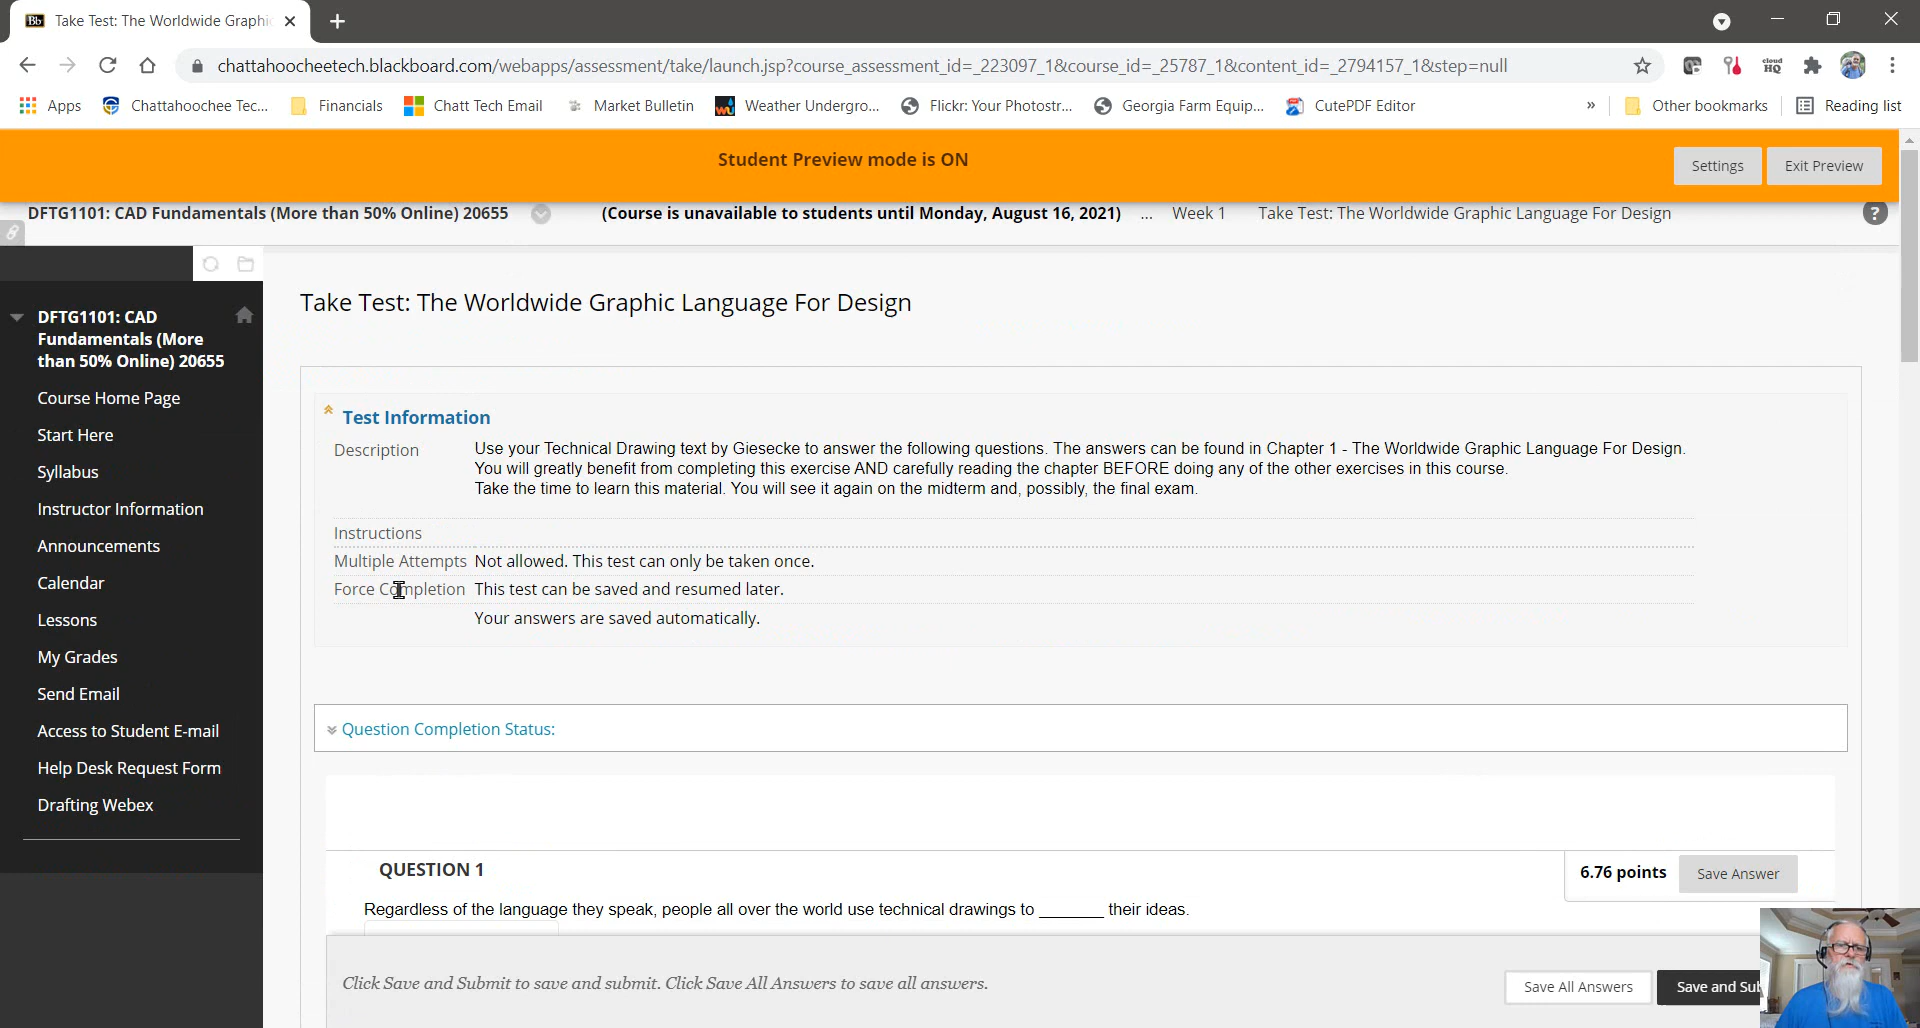 Bb Take Test: The Worldwide Graphic
chattahoocheetech.blackboard.com/webapps/assessment/take/launch.jsp?course_assessment_id=_223097_1&course_id=_25787_1&content_id=_2794157_1&step=null
cloud HQ
Apps Chattahoochee Tec... Financials Chatt Tech Email Market Bulletin Weather Undergro... Flickr: Your Photostr... Georgia Farm Equip... CutePDF Editor » Other bookmarks Reading list
Student Preview mode is ON
Settings Exit Preview
DFTG1101: CAD Fundamentals (More than 50% Online) 20655 (Course is unavailable to students until Monday, August 16, 2021) ... Week 1 Take Test: The Worldwide Graphic Language For Design ?
DFTG1101: CAD
Fundamentals (More
than 50% Online) 20655
Course Home Page
Start Here
Syllabus
Instructor Information
Announcements
Calendar
Lessons
My Grades
Send Email
Access to Student E-mail
Help Desk Request Form
Drafting Webex
Take Test: The Worldwide Graphic Language For Design
Test Information
Description Use your Technical Drawing text by Giesecke to answer the following questions. The answers can be found in Chapter 1 - The Worldwide Graphic Language For Design.
You will greatly benefit from completing this exercise AND carefully reading the chapter BEFORE doing any of the other exercises in this course.
Take the time to learn this material. You will see it again on the midterm and, possibly, the final exam.
Instructions
Multiple Attempts Not allowed. This test can only be taken once.
Force Completion This test can be saved and resumed later.
Your answers are saved automatically.
Question Completion Status:
QUESTION 1
6.76 points Save Answer
Regardless of the language they speak, people all over the world use technical drawings to _______ their ideas.
Click Save and Submit to save and submit. Click Save All Answers to save all answers.
Save All Answers Save and Sub